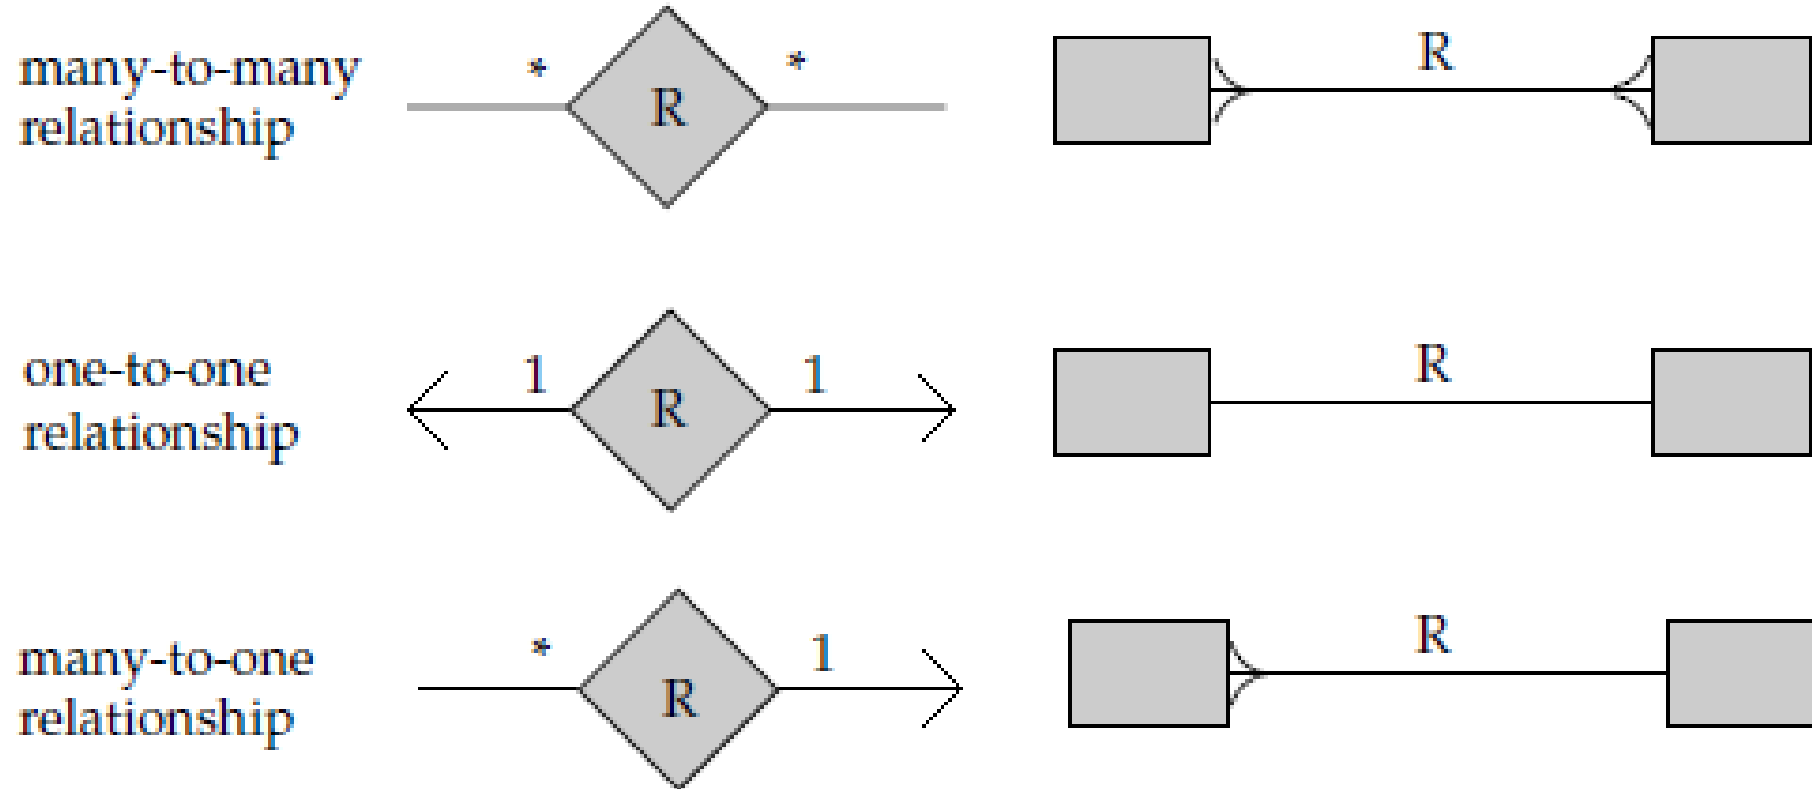 many-to-many
relationship
* R *
R
one-to-one
relationship
1 R 1
R
many-to-one
relationship
* R 1
R